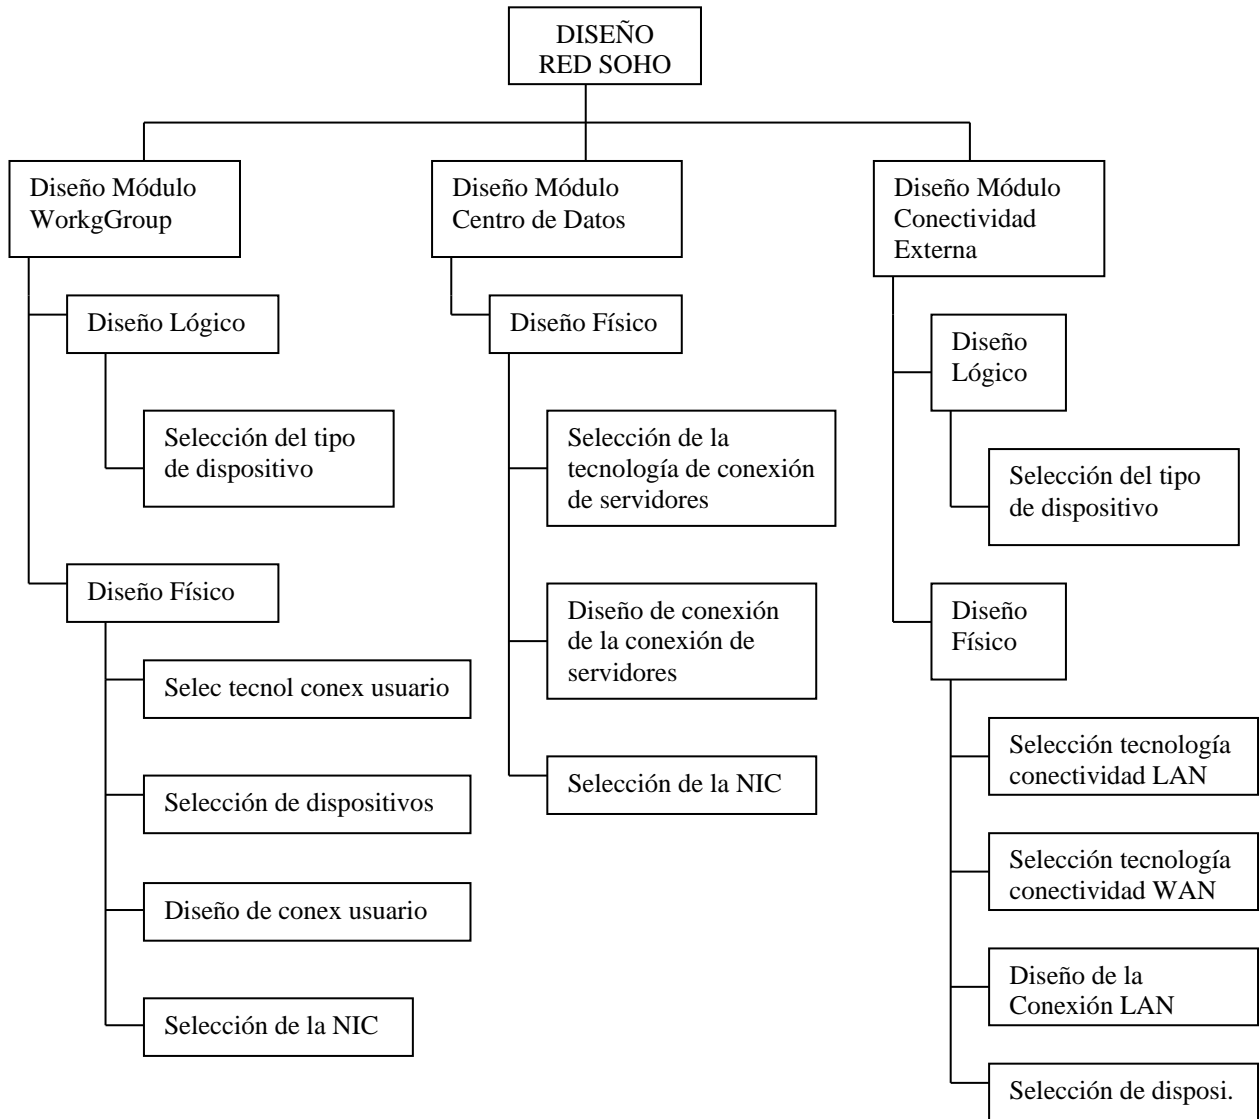 DISEÑO
RED SOHO
Diseño Módulo
WorkgGroup
Diseño Lógico
Selección del tipo
de dispositivo
Diseño Físico
Selec tecnol conex usuario
Selección de dispositivos
Diseño de conex usuario
Selección de la NIC
Diseño Módulo
Centro de Datos
Diseño Físico
Selección de la
tecnología de conexión
de servidores
Diseño de conexión
de la conexión de
servidores
Selección de la NIC
Diseño Módulo
Conectividad
Externa
Diseño
Lógico
Selección del tipo
de dispositivo
Diseño
Físico
Selección tecnología
conectividad LAN
Selección tecnología
conectividad WAN
Diseño de la
Conexión LAN
Selección de disposi.